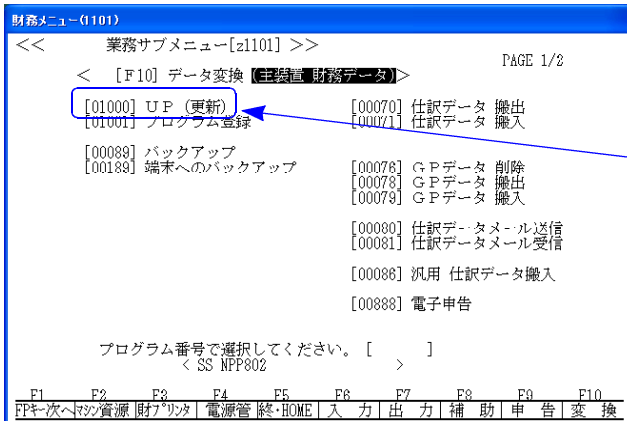 財務メニュー(1101)
<< 業務サブメニュー[z1101] >>
PAGE 1/2
< [F10] データ変換 (主装置 財務データ)>
[01000] UP (更新)
[01001] プログラム登録
[00089] バックアップ
[00189] 端末へのバックアップ
[00070] 仕訳データ 搬出
[00071] 仕訳データ 搬入
[00076] GPデータ 削除
[00078] GPデータ 搬出
[00079] GPデータ 搬入
[00080] 仕訳データメール送信
[00081] 仕訳データメール受信
[00086] 汎用 仕訳データ搬入
[00888] 電子申告
プログラム番号で選択してください。 [ ]
< SS NPP802 >
F1 F2 F3 F4 F5 F6 F7 F8 F9 F10
FPキー次へ マシン資源 財プリンタ 電源管 終・HOME 入 力 出 力 補 助 申 告 変 換